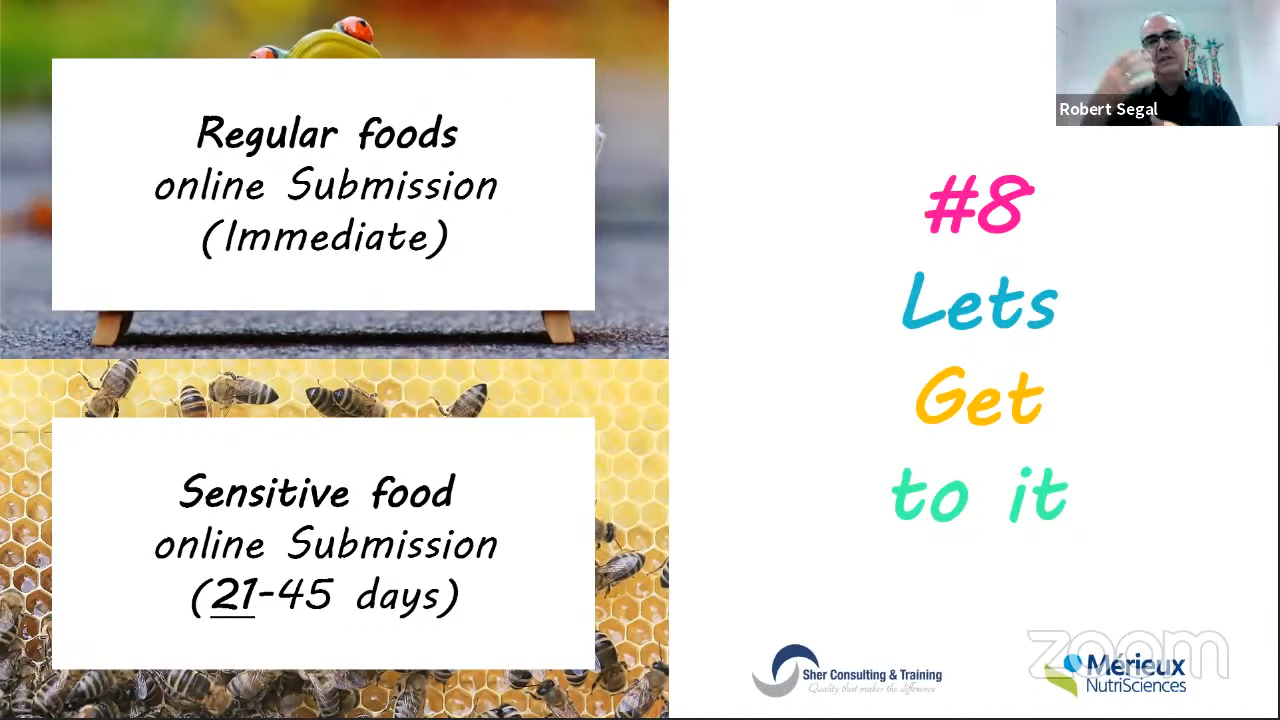 Regular foods
online Submission
(Immediate)
Sensitive food
online Submission
(21-45 days)
#8
Lets
Get
to it
Robert Segal
Sher Consulting & Training
Quality that makes the difference
Mérieux
NutriSciences
zoom